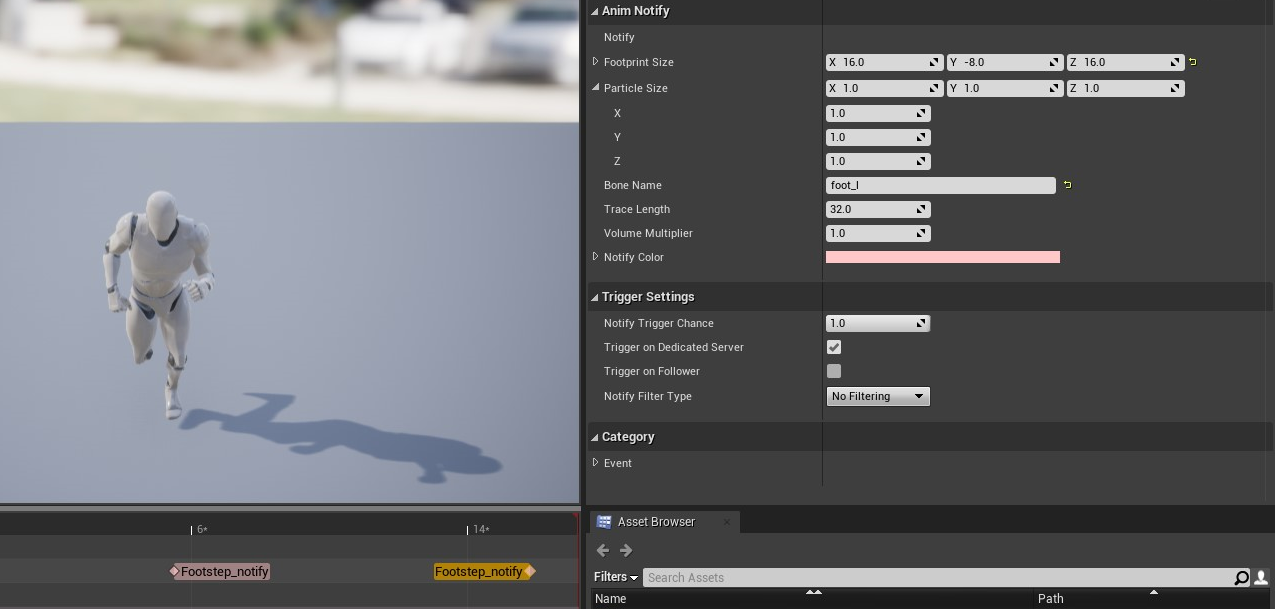 Anim Notify
Notify
Footprint Size X 16.0 Y -8.0 Z 16.0
Particle Size X 1.0 Y 1.0 Z 1.0
X 1.0
Y 1.0
Z 1.0
Bone Name foot_l
Trace Length 32.0
Volume Multiplier 1.0
Notify Color
Trigger Settings
Notify Trigger Chance 1.0
Trigger on Dedicated Server
Trigger on Follower
Notify Filter Type No Filtering
Category
Event
6* 14*
Footstep_notify Footstep_notify
Asset Browser
Filters Search Assets
Name Path